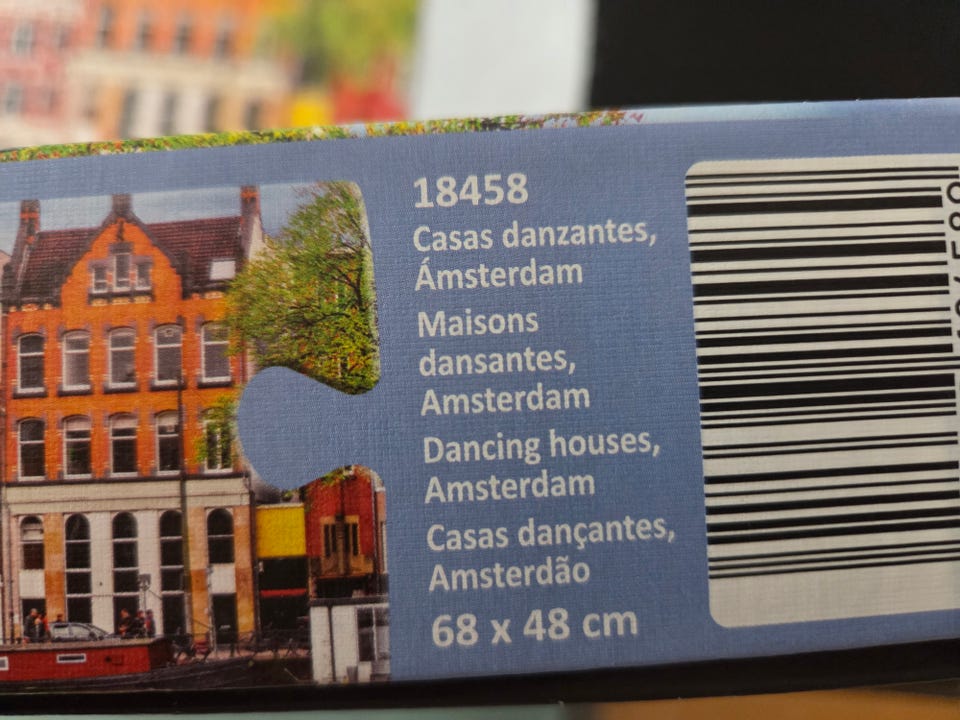 18458
Casas danzantes,
Ámsterdam
Maisons
dansantes,
Amsterdam
Dancing houses,
Amsterdam
Casas dançantes,
Amsterdão
68 x 48 cm